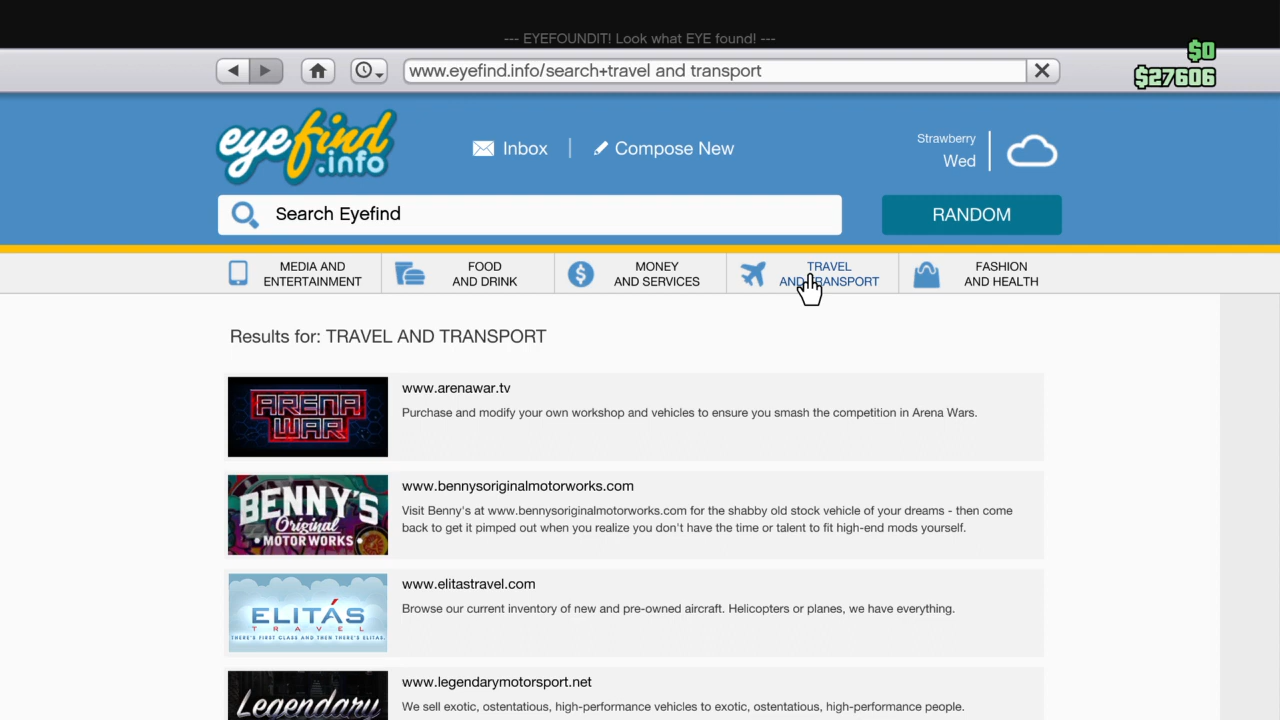 --- EYEFOUNDIT! Look what EYE found! ---
$0
www.eyefind.info/search+travel and transport
$27606
eyefind
.info
Inbox
Compose New
Strawberry
Wed
Search Eyefind
RANDOM
MEDIA AND
ENTERTAINMENT
FOOD
AND DRINK
MONEY
AND SERVICES
TRAVEL
AND TRANSPORT
FASHION
AND HEALTH
Results for: TRAVEL AND TRANSPORT
ARENA
WAR
www.arenawar.tv
Purchase and modify your own workshop and vehicles to ensure you smash the competition in Arena Wars.
BENNY'S
Original
• MOTOR WORKS •
www.bennysoriginalmotorworks.com
Visit Benny's at www.bennysoriginalmotorworks.com for the shabby old stock vehicle of your dreams - then come
back to get it pimped out when you realize you don't have the time or talent to fit high-end mods yourself.
ELITÁS
TRAVEL
THERE'S FIRST CLASS AND THEN THERE'S ELITAS.
www.elitastravel.com
Browse our current inventory of new and pre-owned aircraft. Helicopters or planes, we have everything.
Legendary
www.legendarymotorsport.net
We sell exotic, ostentatious, high-performance vehicles to exotic, ostentatious, high-performance people.